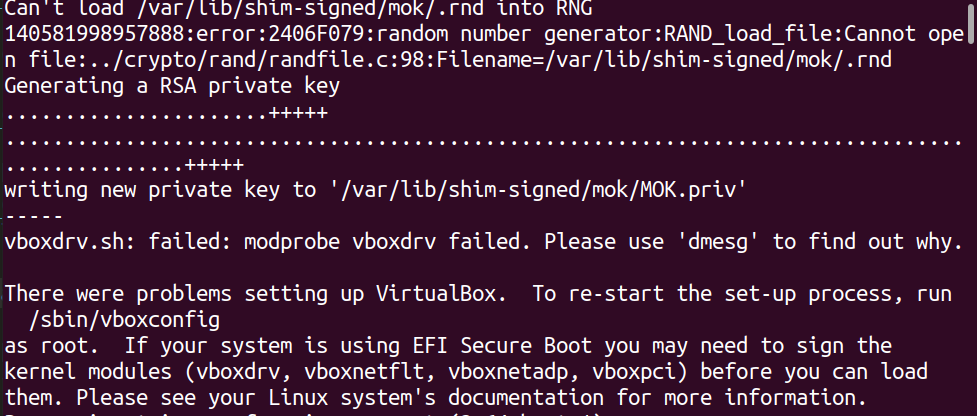 Can't load /var/lib/shim-signed/mok/.rnd into RNG
140581998957888:error:2406F079:random number generator:RAND_load_file:Cannot ope
n file:../crypto/rand/randfile.c:98:Filename=/var/lib/shim-signed/mok/.rnd
Generating a RSA private key
......................+++++
................................................................................
...............+++++
writing new private key to '/var/lib/shim-signed/mok/MOK.priv'
-----
vboxdrv.sh: failed: modprobe vboxdrv failed. Please use 'dmesg' to find out why.
There were problems setting up VirtualBox.  To re-start the set-up process, run
  /sbin/vboxconfig
as root.  If your system is using EFI Secure Boot you may need to sign the
kernel modules (vboxdrv, vboxnetflt, vboxnetadp, vboxpci) before you can load
them. Please see your Linux system's documentation for more information.